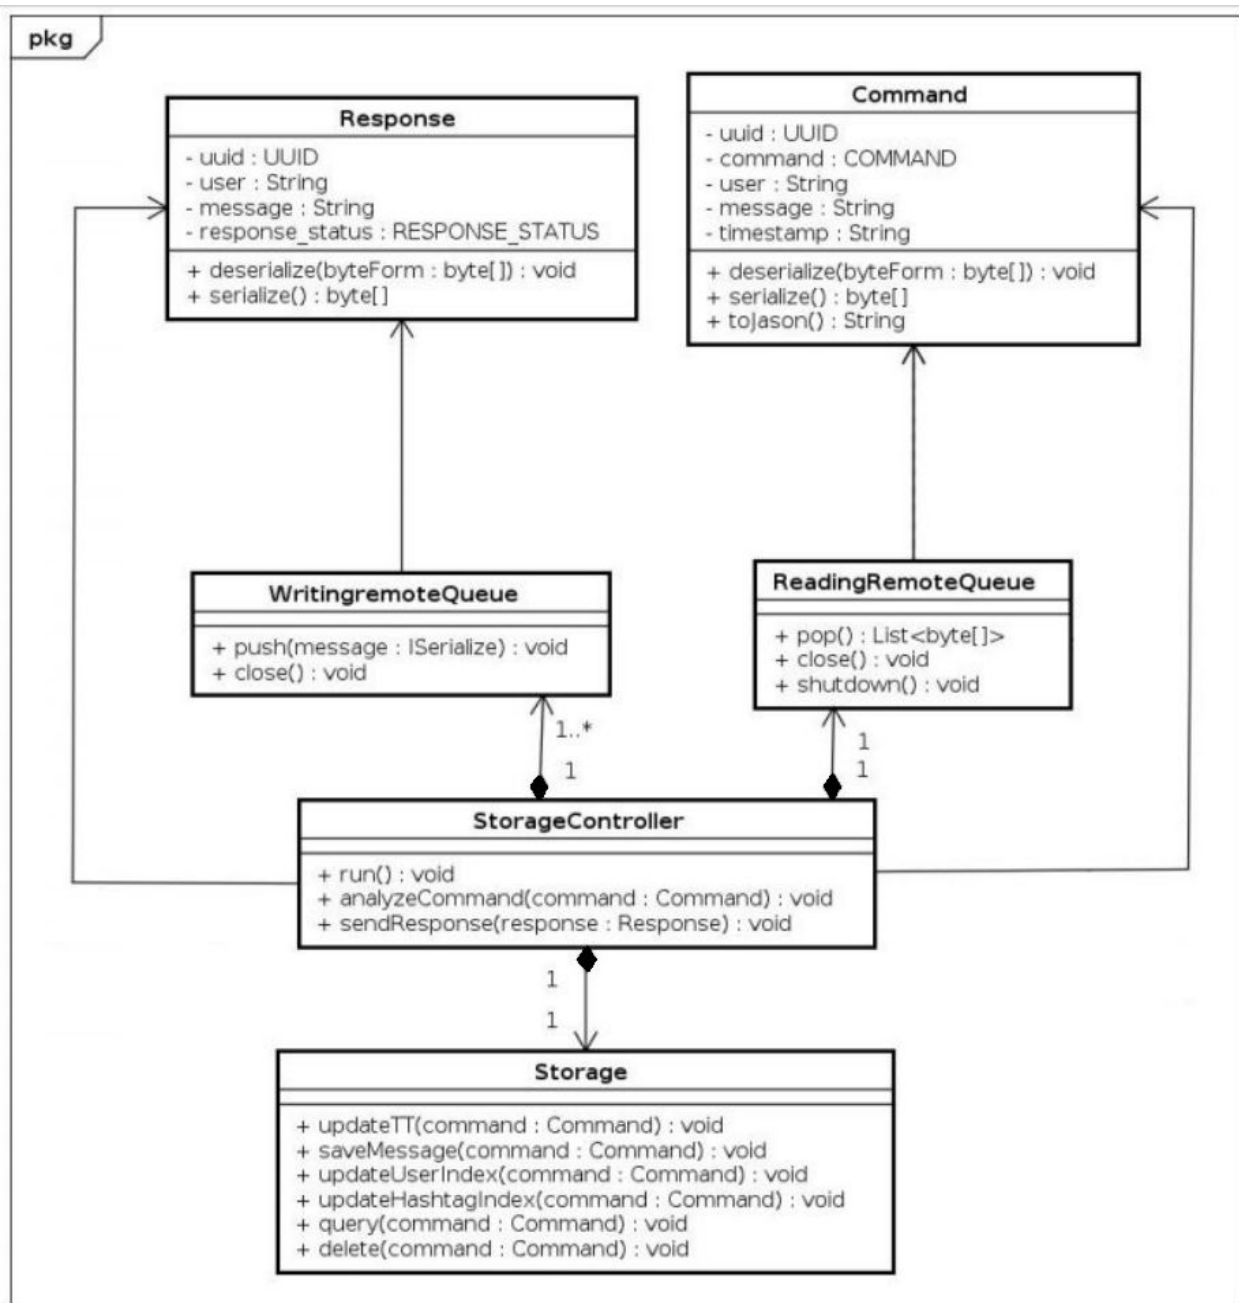 pkg
Response
- uuid : UUID
- user : String
- message : String
- response_status : RESPONSE_STATUS
+ deserialize(byteForm : byte[]) : void
+ serialize() : byte[]
Command
- uuid : UUID
- command : COMMAND
- user : String
- message : String
- timestamp : String
+ deserialize(byteForm : byte[]) : void
+ serialize() : byte[]
+ toJason() : String
WritingremoteQueue
+ push(message : ISerialize) : void
+ close() : void
ReadingRemoteQueue
+ pop() : List<byte[]>
+ close() : void
+ shutdown() : void
1..*
1
1
1
StorageController
+ run() : void
+ analyzeCommand(command : Command) : void
+ sendResponse(response : Response) : void
1
1
Storage
+ updateTT(command : Command) : void
+ saveMessage(command : Command) : void
+ updateUserIndex(command : Command) : void
+ updateHashtagIndex(command : Command) : void
+ query(command : Command) : void
+ delete(command : Command) : void